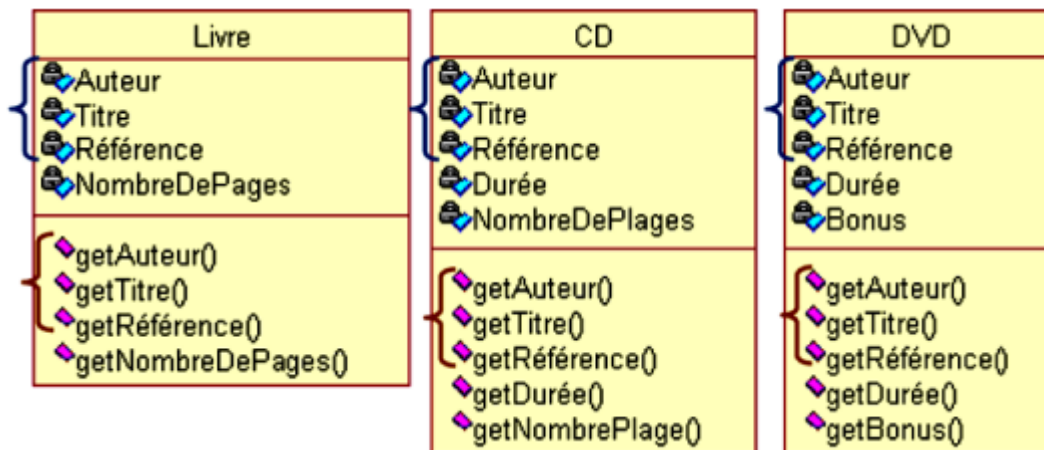 Livre
Auteur
Titre
Référence
NombreDePages
getAuteur()
getTitre()
getRéférence()
getNombreDePages()
CD
Auteur
Titre
Référence
Durée
NombreDePlages
getAuteur()
getTitre()
getRéférence()
getDurée()
getNombrePlage()
DVD
Auteur
Titre
Référence
Durée
Bonus
getAuteur()
getTitre()
getRéférence()
getDurée()
getBonus()